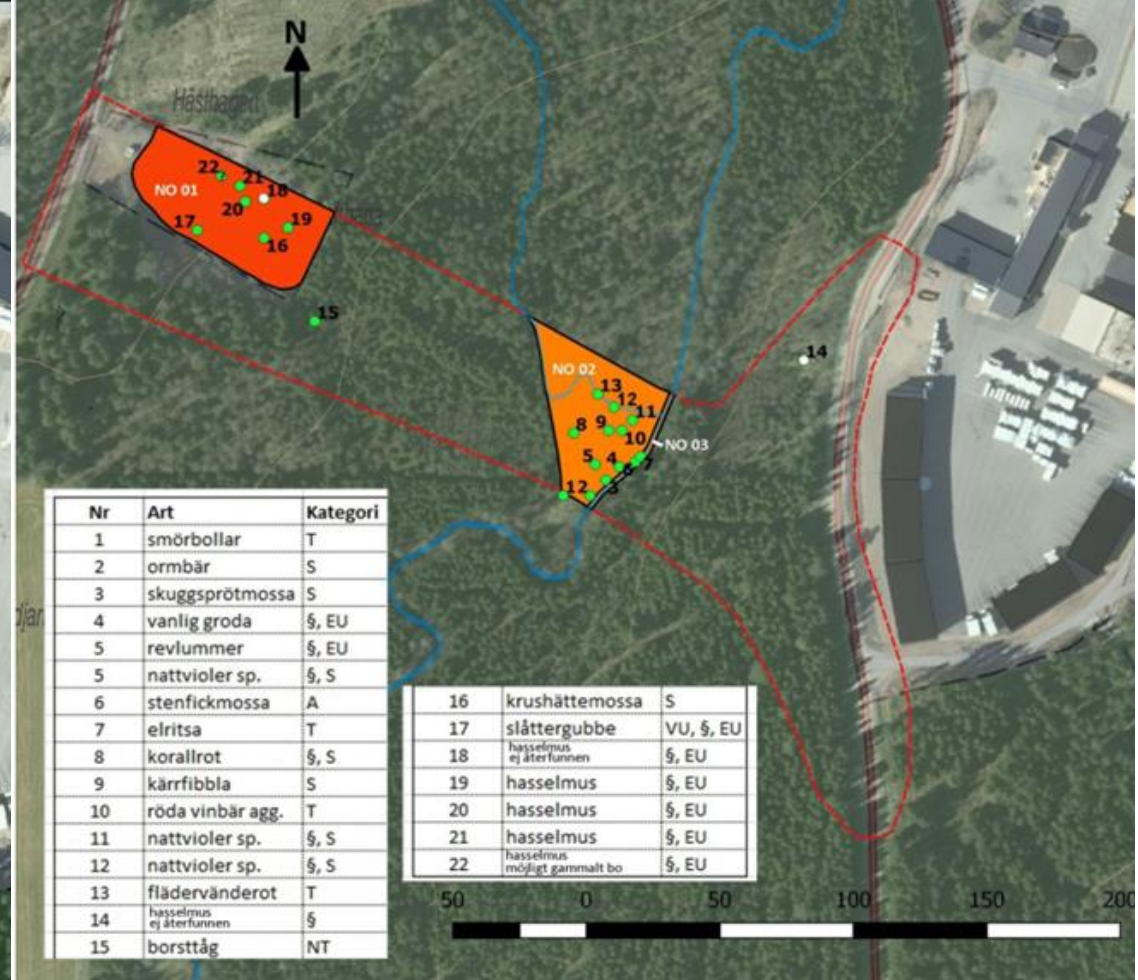 N
Hästhagen
22
21
18
NO 01
20
17
19
16
15
14
NO 02
13
12
11
8
9
10
NO 03
5
4
7
12
3
Nr Art Kategori
1 smörbollar T
2 ormbär S
3 skuggsprötmossa S
4 vanlig groda §, EU
5 revlummer §, EU
5 nattvioler sp. §, S
6 stenfickmossa A
7 elritsa T
8 korallrot §, S
9 kärrfibbla S
10 röda vinbär agg. T
11 nattvioler sp. §, S
12 nattvioler sp. §, S
13 flädervänderot T
14 hasselmus §
ej återfunnen
15 borsttåg NT
16 krushättemossa S
17 slåttergubbe VU, §, EU
18 hasselmus §, EU
ej återfunnen
19 hasselmus §, EU
20 hasselmus §, EU
21 hasselmus §, EU
22 hasselmus §, EU
möjligt gammalt bo
50 0 50 100 150 200